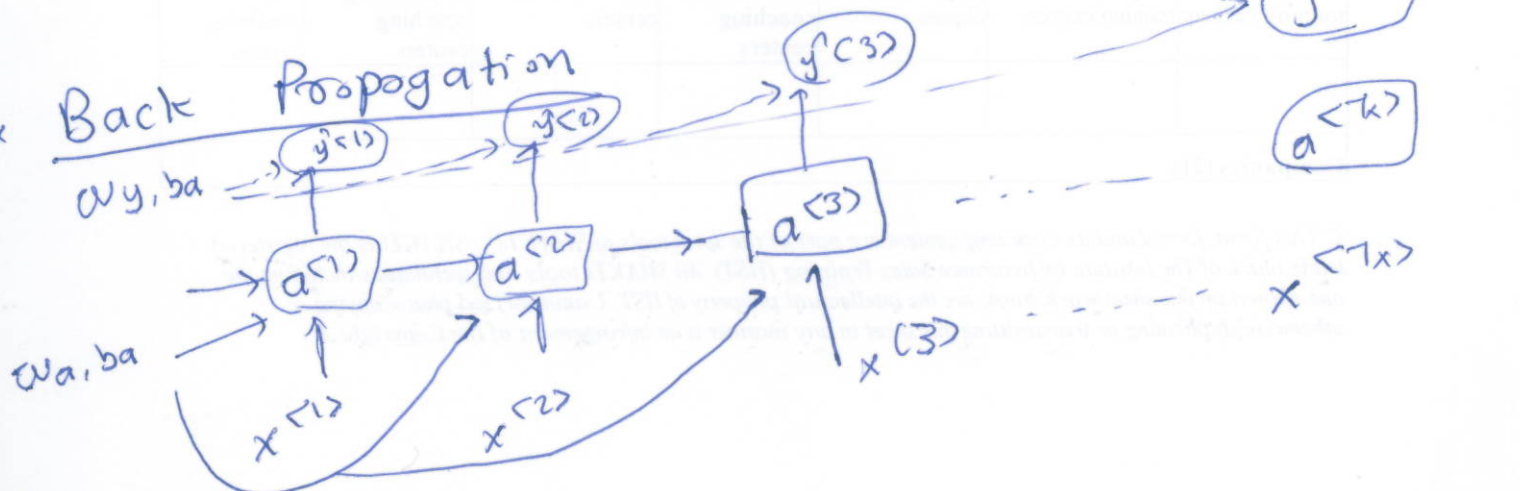 Back Propogation
ŷ<3>
ŷ<1>
ŷ<2>
a<Tx>
wy, ba
a<1>
a<2>
a<3>
wa, ba
x<1>
x<2>
x<3>
x<Tx>